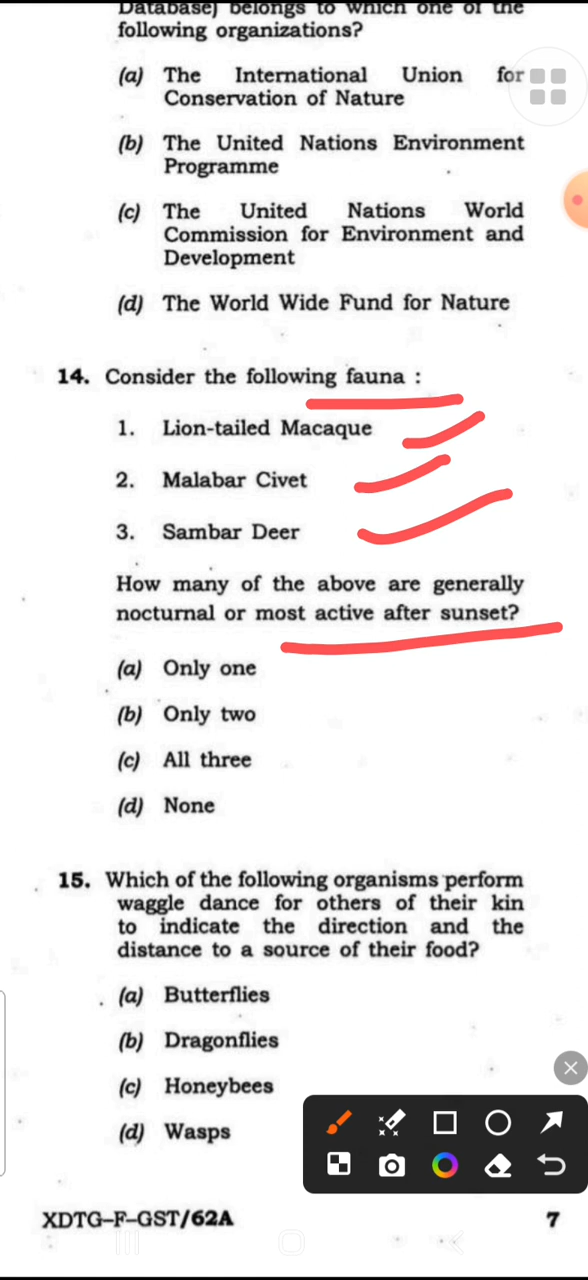 Database) belongs to which one of the
following organizations?
(a) The International Union for
Conservation of Nature
(b) The United Nations Environment
Programme
(c) The United Nations World
Commission for Environment and
Development
(d) The World Wide Fund for Nature
14. Consider the following fauna :
1. Lion-tailed Macaque
2. Malabar Civet
3. Sambar Deer
How many of the above are generally
nocturnal or most active after sunset?
(a) Only one
(b) Only two
(c) All three
(d) None
15. Which of the following organisms perform
waggle dance for others of their kin
to indicate the direction and the
distance to a source of their food?
(a) Butterflies
(b) Dragonflies
(c) Honeybees
(d) Wasps
XDTG–F–GST/62A 7